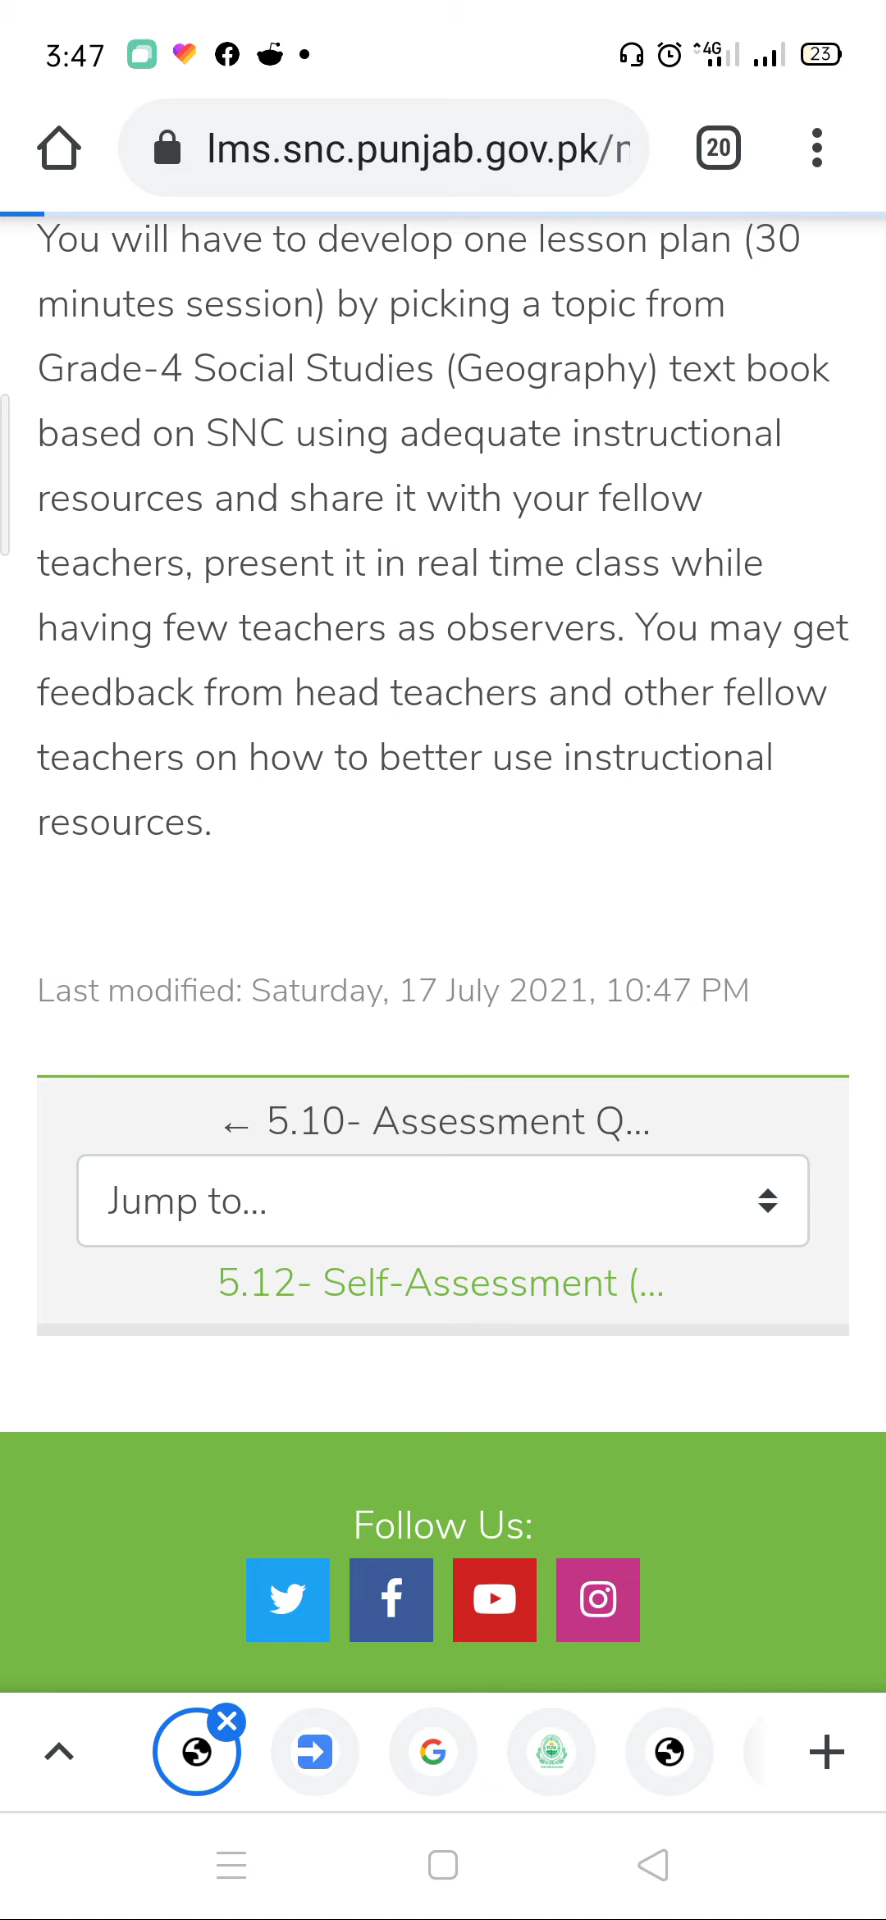 3:47
4G
23
lms.snc.punjab.gov.pk/
20
You will have to develop one lesson plan (30
minutes session) by picking a topic from
Grade-4 Social Studies (Geography) text book
based on SNC using adequate instructional
resources and share it with your fellow
teachers, present it in real time class while
having few teachers as observers. You may get
feedback from head teachers and other fellow
teachers on how to better use instructional
resources.
Last modified: Saturday, 17 July 2021, 10:47 PM
← 5.10- Assessment Q...
Jump to...
5.12- Self-Assessment (...
Follow Us: